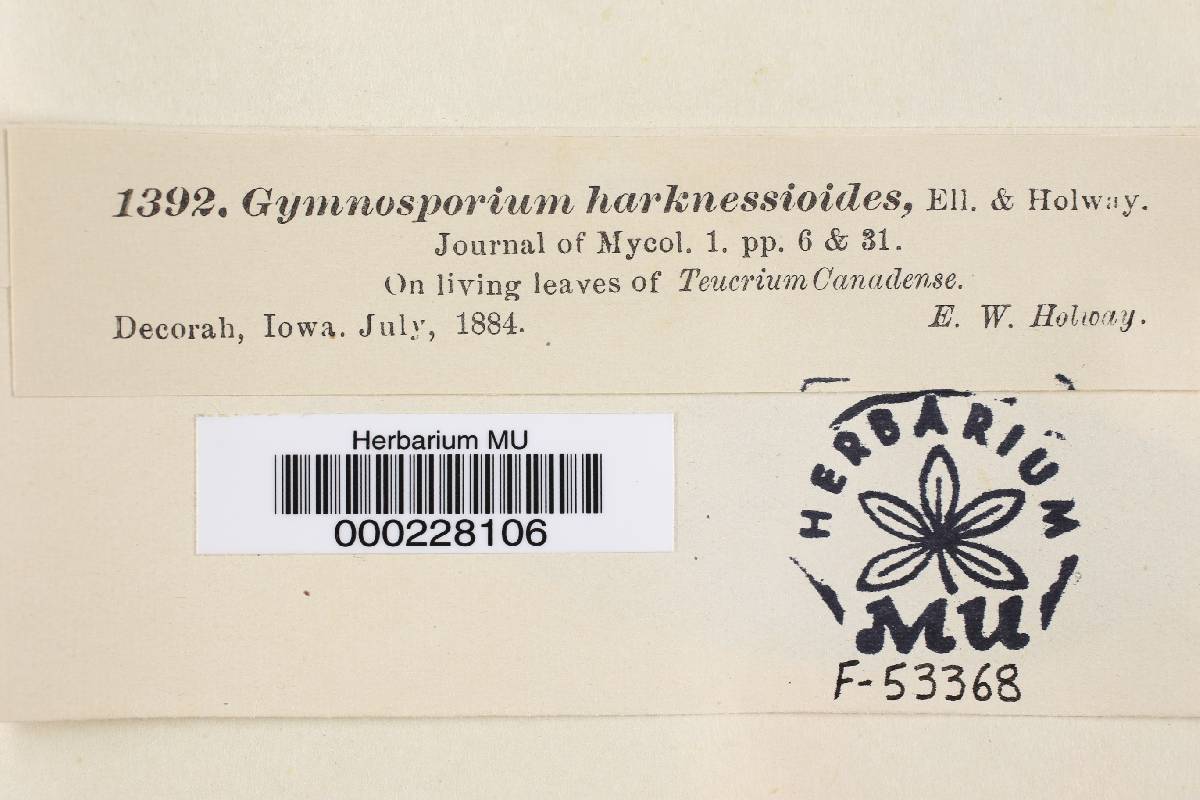 1392. Gymnosporium harknessioides, Ell. & Holway.
Journal of Mycol. 1. pp. 6 & 31.
On living leaves of Teucrium Canadense.
Decorah, Iowa. July, 1884. E. W. Holway.
Herbarium MU
000228106
HERBARIUM
MU
F-53368